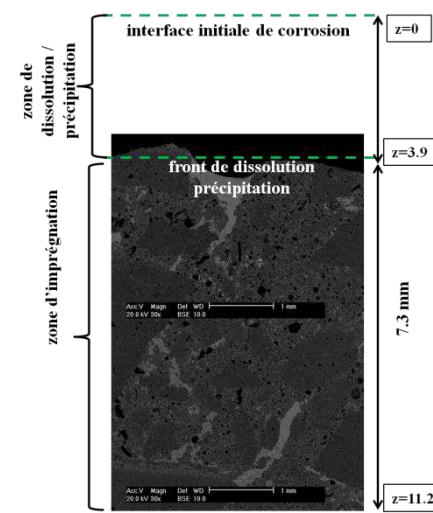 interface initiale de corrosion
z=0
zone de
dissolution /
précipitation
z=3.9
front de dissolution
précipitation
zone d'imprégnation
7.3 mm
Acc.V Magn Det WD 1 mm
20.0 kV 30x BSE 10.0
Acc.V Magn Det WD 1 mm
20.0 kV 30x BSE 10.0
z=11.2